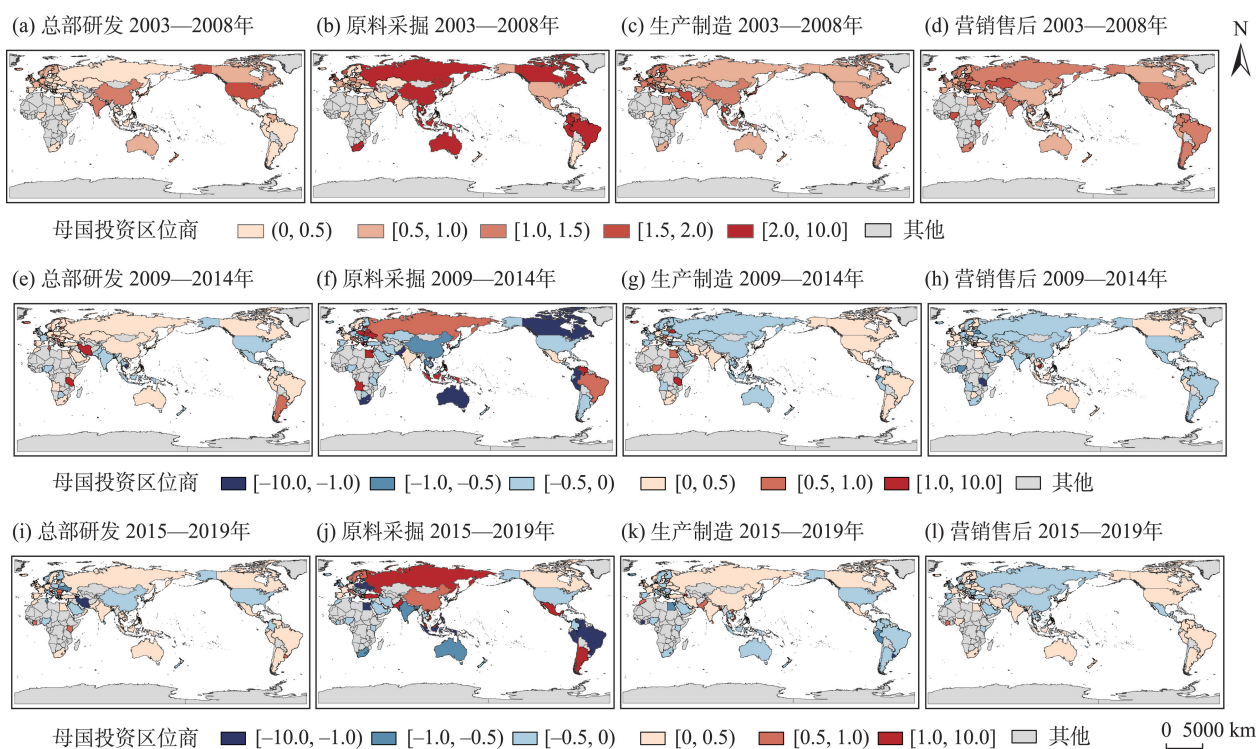 (a) 总部研发 2003—2008年 (b) 原料采掘 2003—2008年 (c) 生产制造 2003—2008年 (d) 营销售后 2003—2008年
N
母国投资区位商 (0, 0.5) [0.5, 1.0) [1.0, 1.5) [1.5, 2.0) [2.0, 10.0] 其他
(e) 总部研发 2009—2014年 (f) 原料采掘 2009—2014年 (g) 生产制造 2009—2014年 (h) 营销售后 2009—2014年
母国投资区位商 [–10.0, –1.0) [–1.0, –0.5) [–0.5, 0) [0, 0.5) [0.5, 1.0) [1.0, 10.0] 其他
(i) 总部研发 2015—2019年 (j) 原料采掘 2015—2019年 (k) 生产制造 2015—2019年 (l) 营销售后 2015—2019年
母国投资区位商 [–10.0, –1.0) [–1.0, –0.5) [–0.5, 0) [0, 0.5) [0.5, 1.0) [1.0, 10.0] 其他
0 5000 km